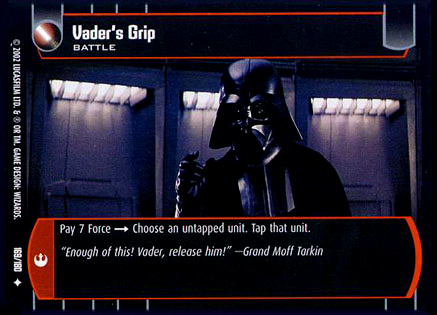 Vader's Grip
BATTLE
Pay 7 Force → Choose an untapped unit. Tap that unit.
"Enough of this! Vader, release him!" —Grand Moff Tarkin
© 2002 LUCASFILM LTD. & ® OR TM. GAME DESIGN: WIZARDS.
169/180